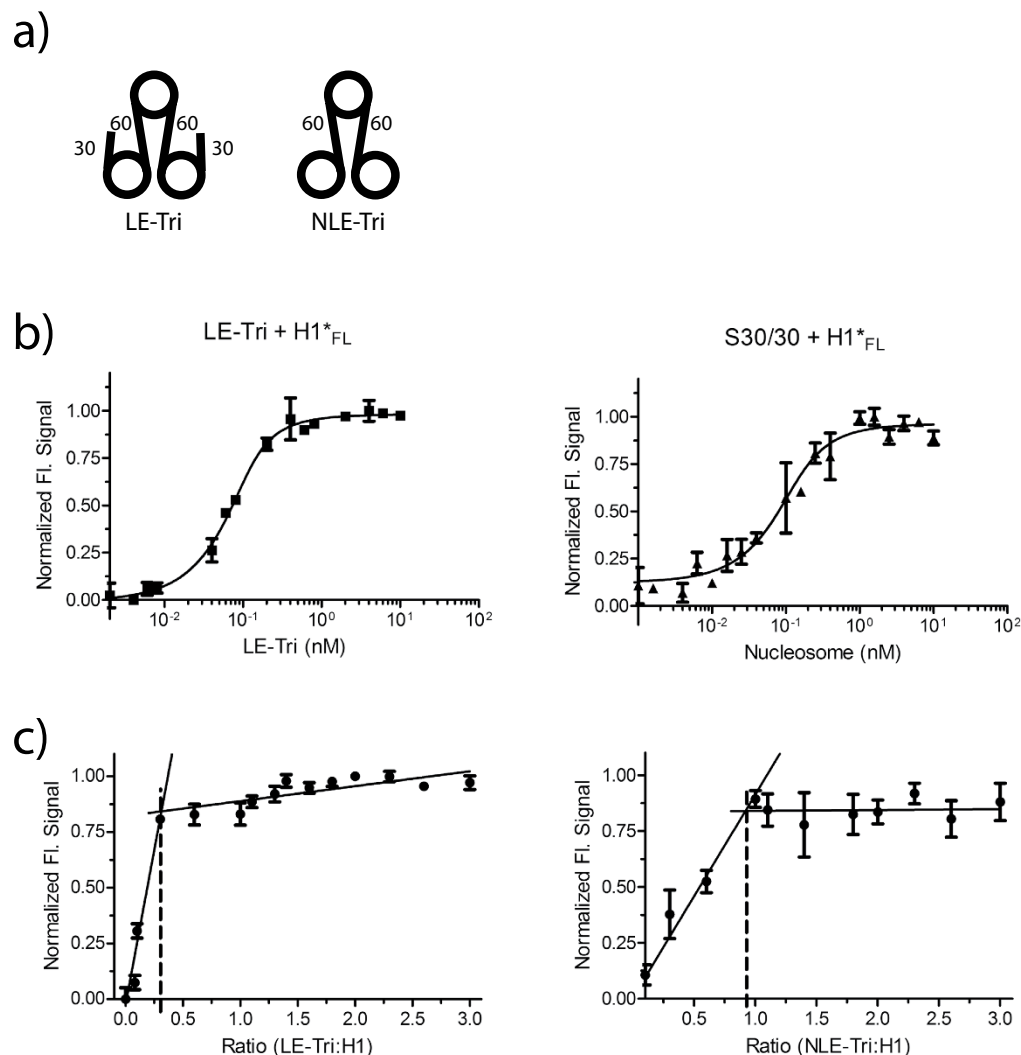 a)
60 60
30 30
LE-Tri
60 60
NLE-Tri
b)
LE-Tri + H1*FL
Normalized Fl. Signal
1.00
0.75
0.50
0.25
0.00
10-2 10-1 100 101 102
LE-Tri (nM)
S30/30 + H1*FL
Normalized Fl. Signal
1.00
0.75
0.50
0.25
0.00
10-2 10-1 100 101 102
Nucleosome (nM)
c)
Normalized Fl. Signal
1.00
0.75
0.50
0.25
0.00
0.0 0.5 1.0 1.5 2.0 2.5 3.0
Ratio (LE-Tri:H1)
Normalized Fl. Signal
1.00
0.75
0.50
0.25
0.00
0.5 1.0 1.5 2.0 2.5 3.0
Ratio (NLE-Tri:H1)